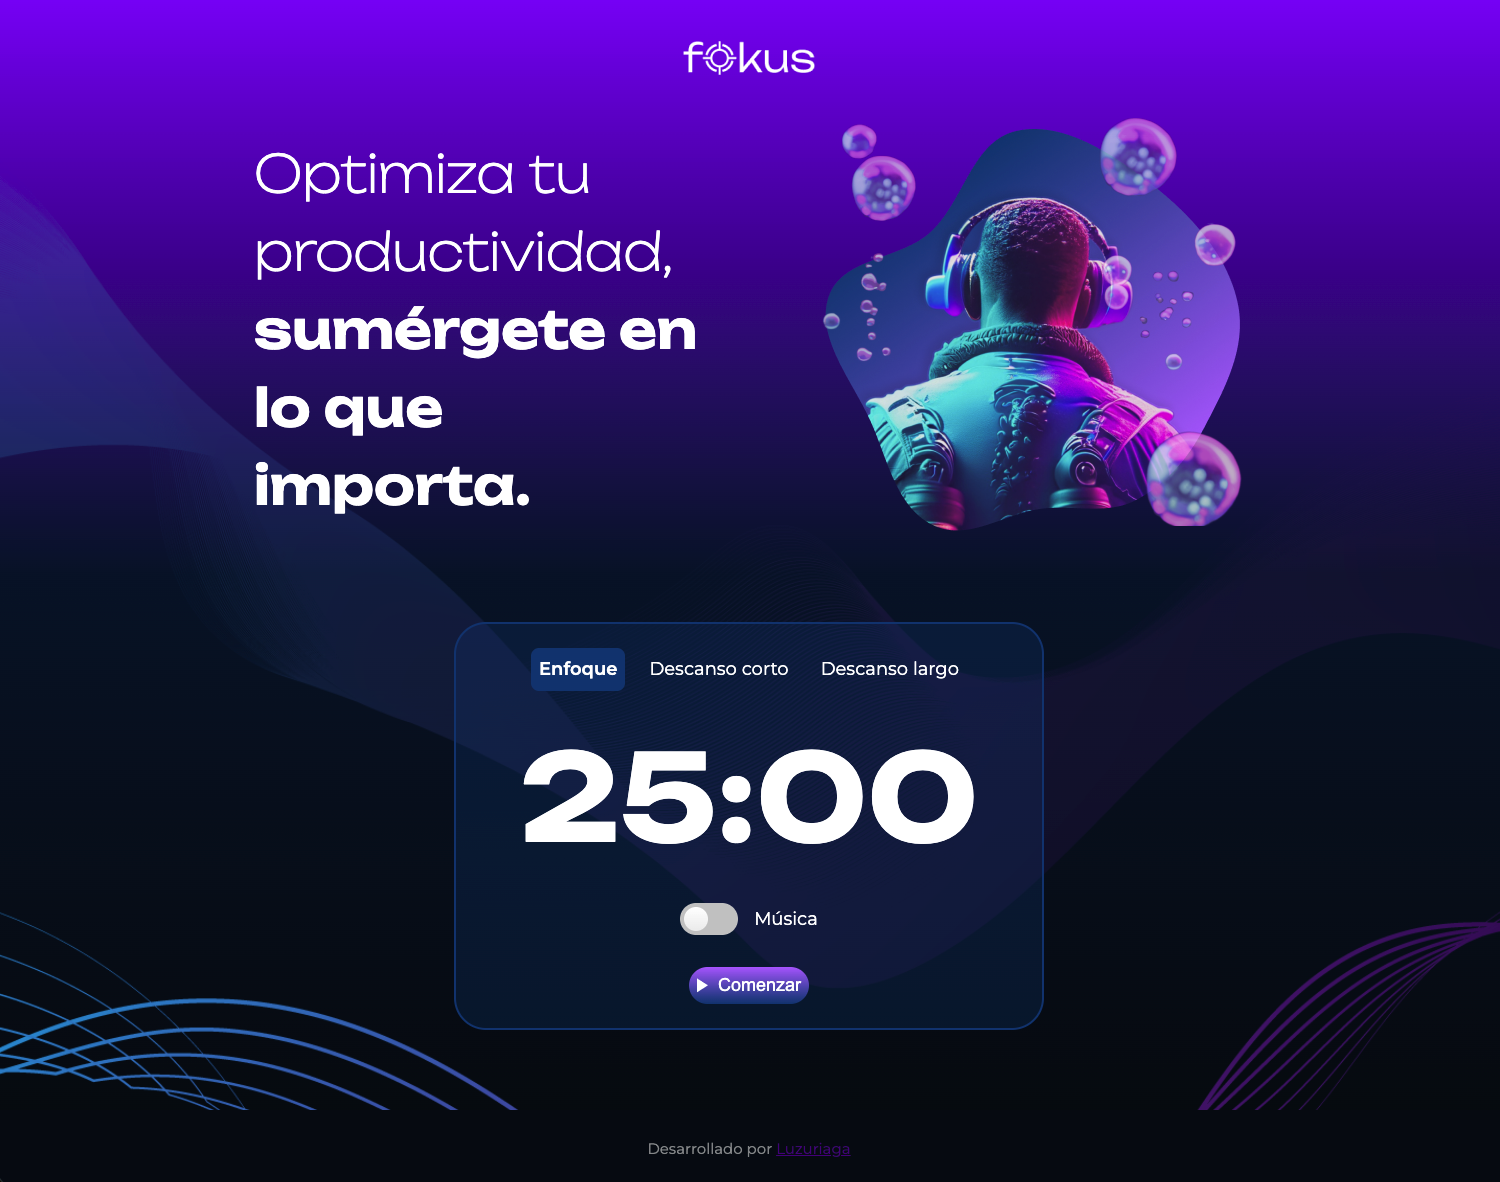 fokus
Optimiza tu
productividad,
sumérgete en
lo que
importa.
Enfoque Descanso corto Descanso largo
25:00
Música
Comenzar
Desarrollado por Luzuriaga